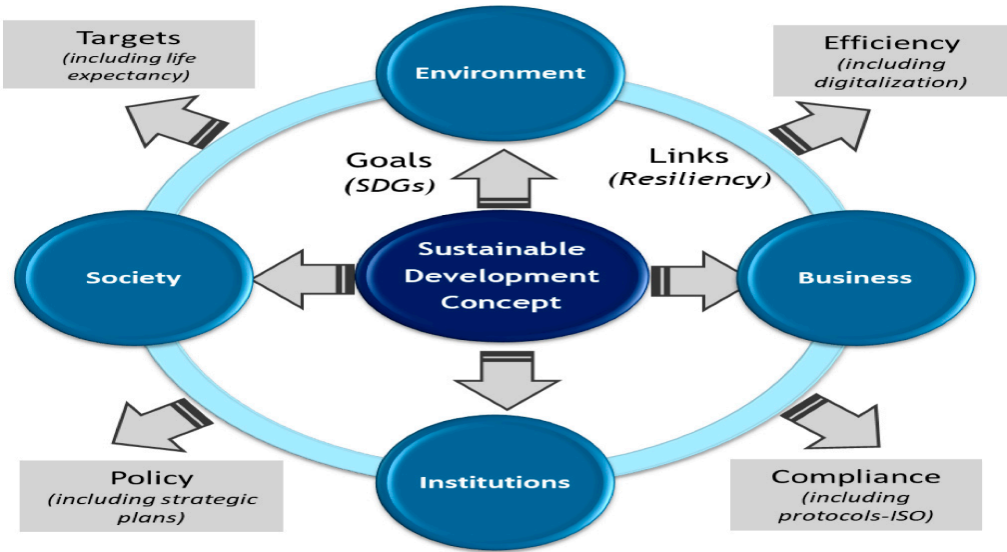 Targets
(including life
expectancy)
Environment
Efficiency
(including
digitalization)
Goals
(SDGs)
Links
(Resiliency)
Society
Sustainable
Development
Concept
Business
Policy
(including strategic
plans)
Institutions
Compliance
(including
protocols-ISO)